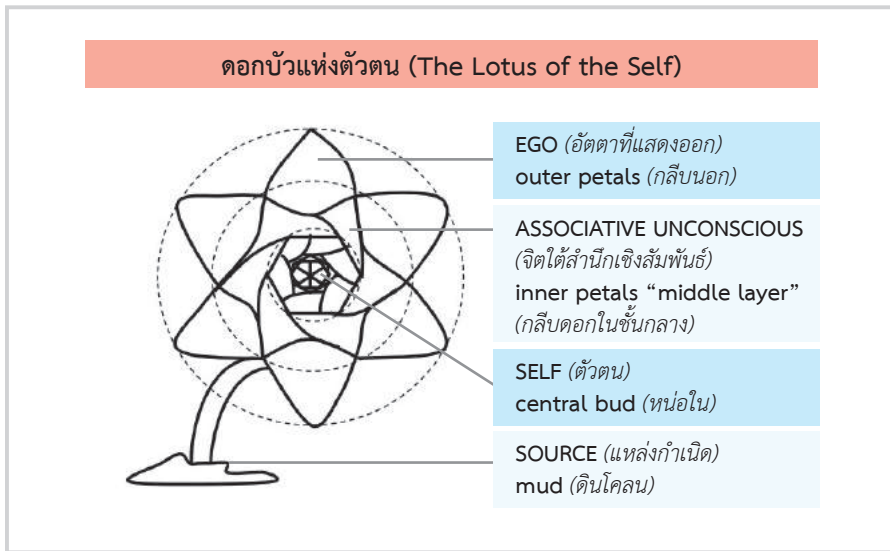 ดอกบัวแห่งตัวตน (The Lotus of the Self)
EGO (อัตตาที่แสดงออก)
outer petals (กลีบนอก)
ASSOCIATIVE UNCONSCIOUS
(จิตใต้สำนึกเชิงสัมพันธ์)
inner petals “middle layer”
(กลีบดอกในชั้นกลาง)
SELF (ตัวตน)
central bud (หน่อใน)
SOURCE (แหล่งกำเนิด)
mud (ดินโคลน)